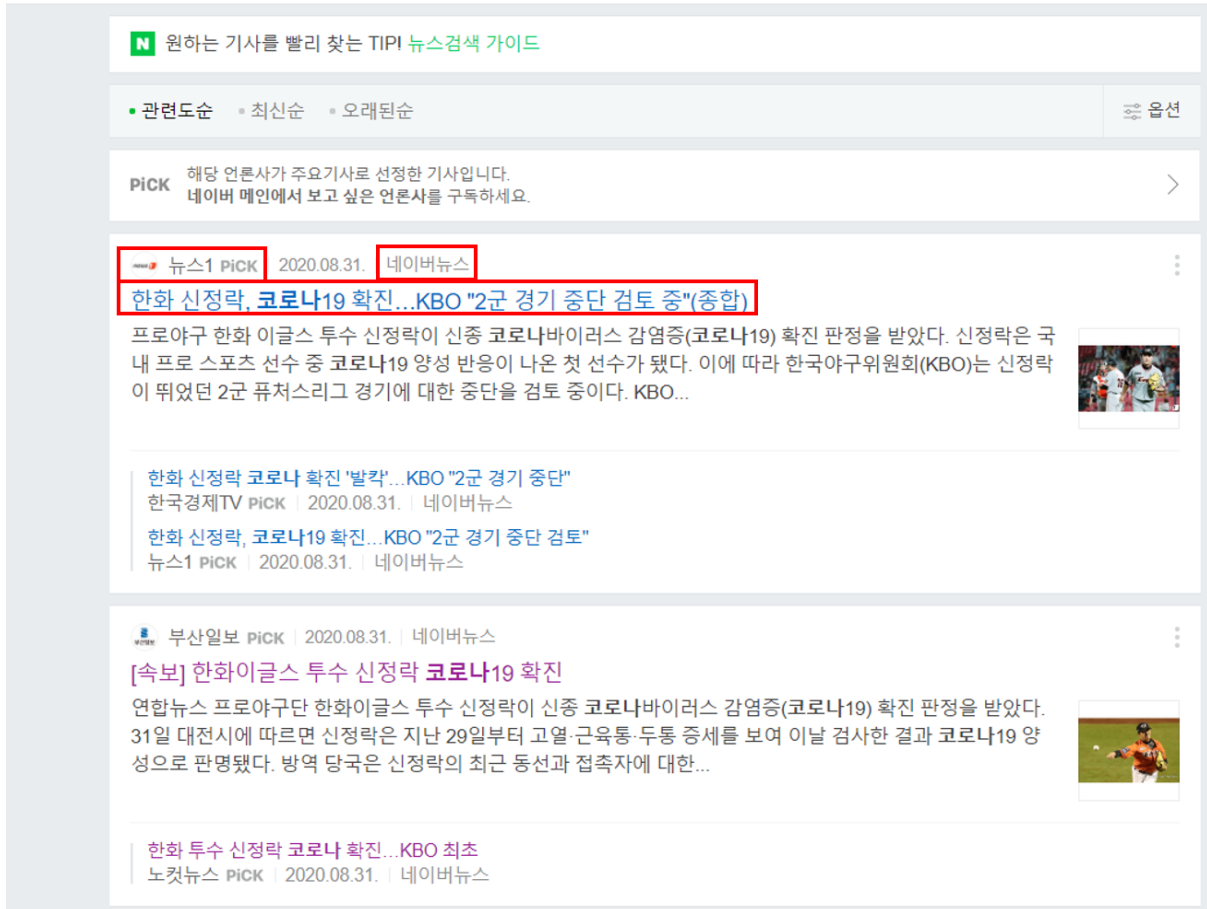 N 원하는 기사를 빨리 찾는 TIP! 뉴스검색 가이드
관련도순 최신순 오래된순 옵션
PiCK 해당 언론사가 주요기사로 선정한 기사입니다.
네이버 메인에서 보고 싶은 언론사를 구독하세요.
뉴스1 PiCK 2020.08.31. 네이버뉴스
한화 신정락, 코로나19 확진...KBO "2군 경기 중단 검토 중"(종합)
프로야구 한화 이글스 투수 신정락이 신종 코로나바이러스 감염증(코로나19) 확진 판정을 받았다. 신정락은 국
내 프로 스포츠 선수 중 코로나19 양성 반응이 나온 첫 선수가 됐다. 이에 따라 한국야구위원회(KBO)는 신정락
이 뛰었던 2군 퓨처스리그 경기에 대한 중단을 검토 중이다. KBO...
한화 신정락 코로나 확진 '발칵'...KBO "2군 경기 중단"
한국경제TV PiCK 2020.08.31. 네이버뉴스
한화 신정락, 코로나19 확진...KBO "2군 경기 중단 검토"
뉴스1 PiCK 2020.08.31. 네이버뉴스
부산일보 PiCK 2020.08.31. 네이버뉴스
[속보] 한화이글스 투수 신정락 코로나19 확진
연합뉴스 프로야구단 한화이글스 투수 신정락이 신종 코로나바이러스 감염증(코로나19) 확진 판정을 받았다.
31일 대전시에 따르면 신정락은 지난 29일부터 고열·근육통·두통 증세를 보여 이날 검사한 결과 코로나19 양
성으로 판명됐다. 방역 당국은 신정락의 최근 동선과 접촉자에 대한...
한화 투수 신정락 코로나 확진...KBO 최초
노컷뉴스 PiCK 2020.08.31. 네이버뉴스